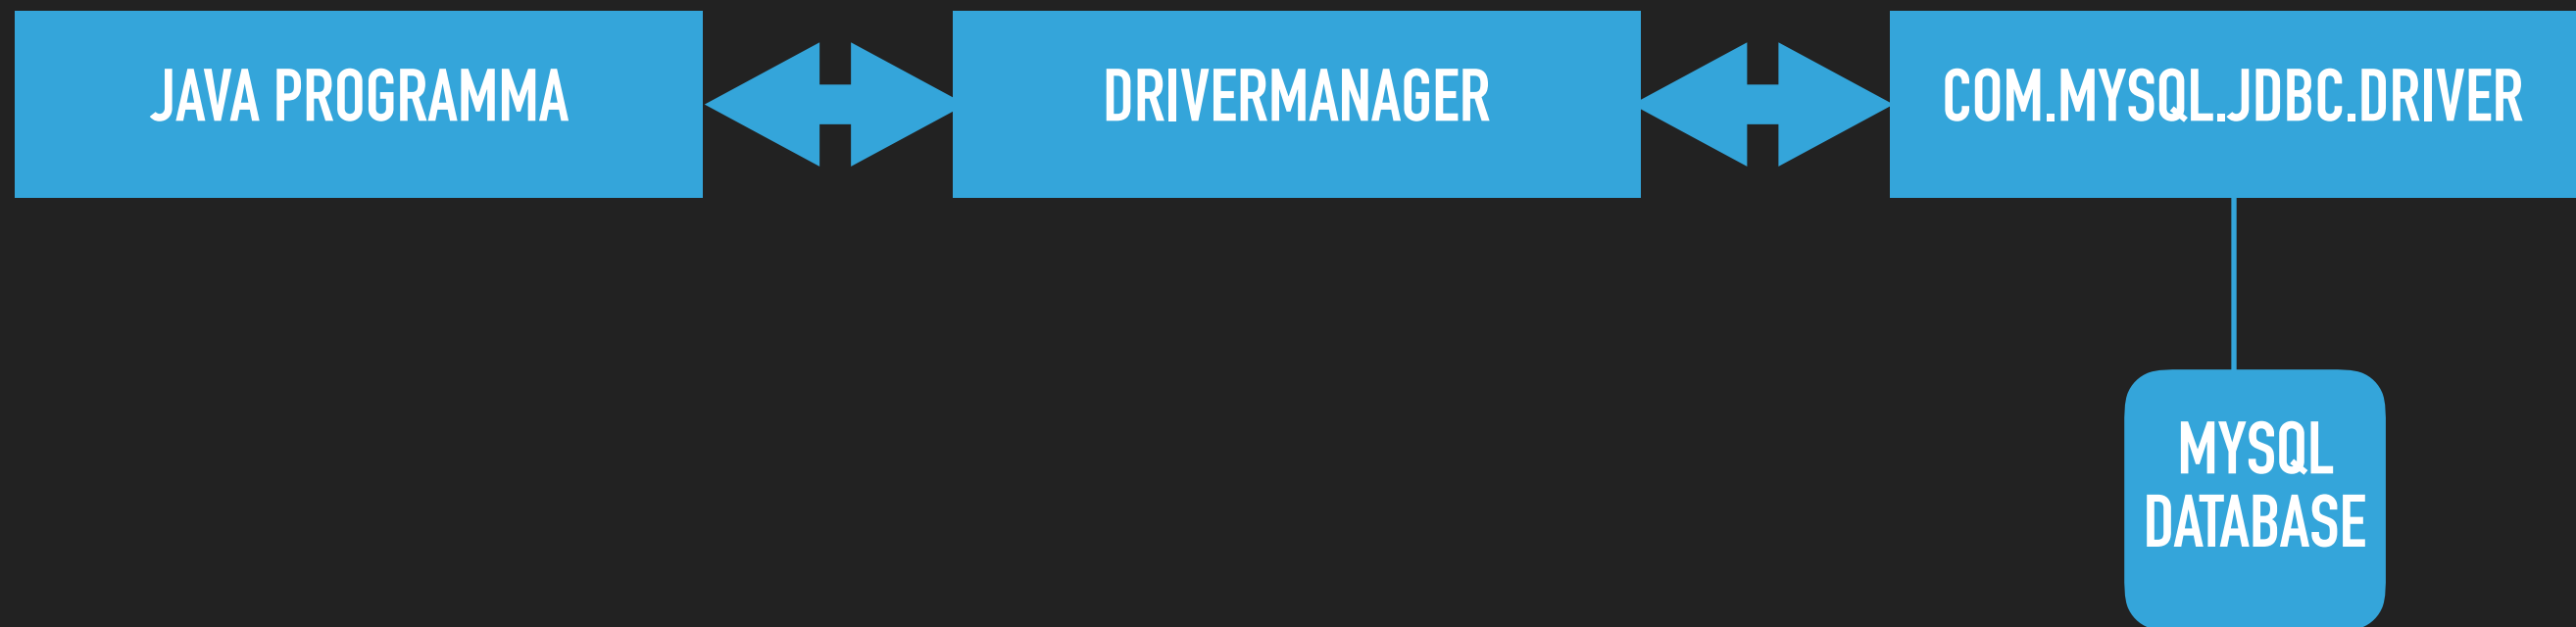 JAVA PROGRAMMA
DRIVERMANAGER
COM.MYSQL.JDBC.DRIVER
MYSQL
DATABASE